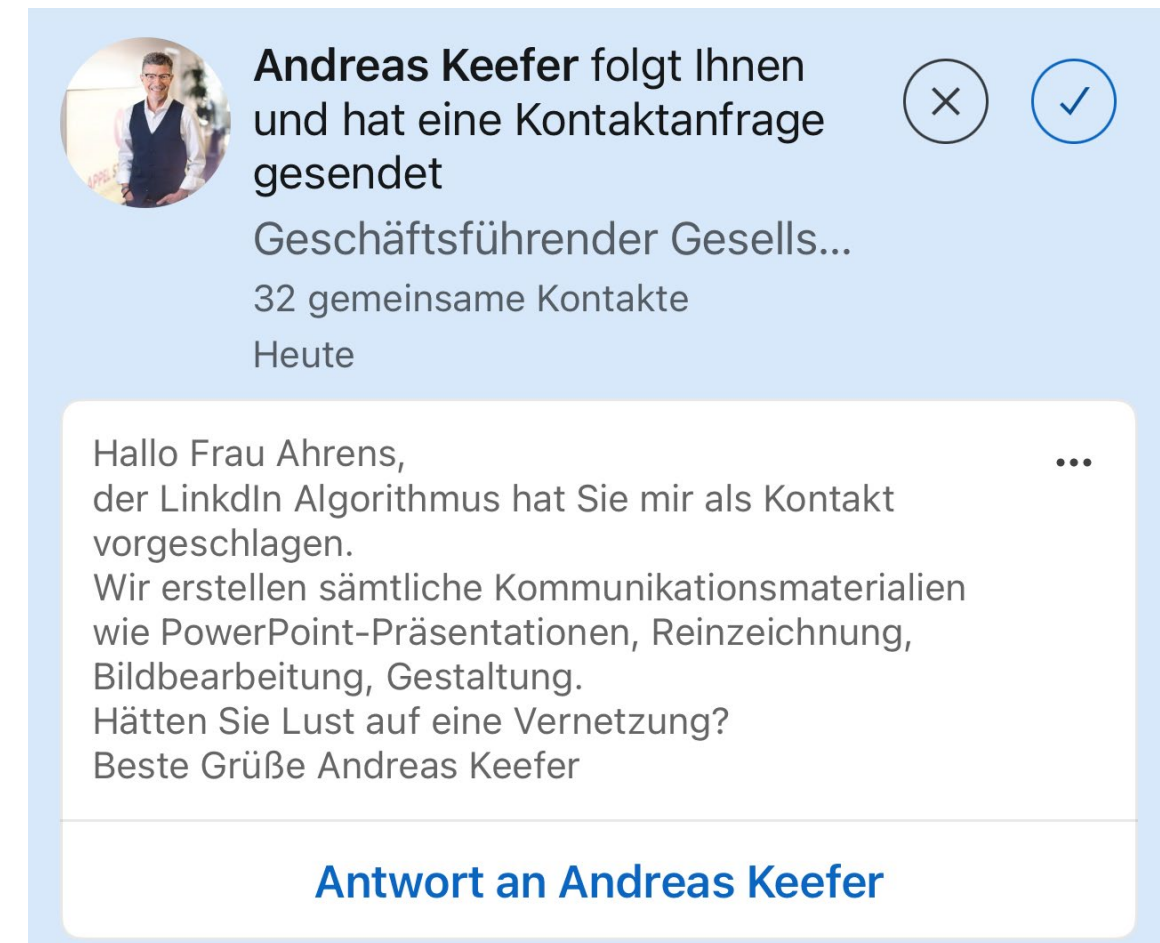 Andreas Keefer folgt Ihnen
und hat eine Kontaktanfrage
gesendet
Geschäftsführender Gesells...
32 gemeinsame Kontakte
Heute
Hallo Frau Ahrens,
der LinkdIn Algorithmus hat Sie mir als Kontakt
vorgeschlagen.
Wir erstellen sämtliche Kommunikationsmaterialien
wie PowerPoint-Präsentationen, Reinzeichnung,
Bildbearbeitung, Gestaltung.
Hätten Sie Lust auf eine Vernetzung?
Beste Grüße Andreas Keefer
Antwort an Andreas Keefer